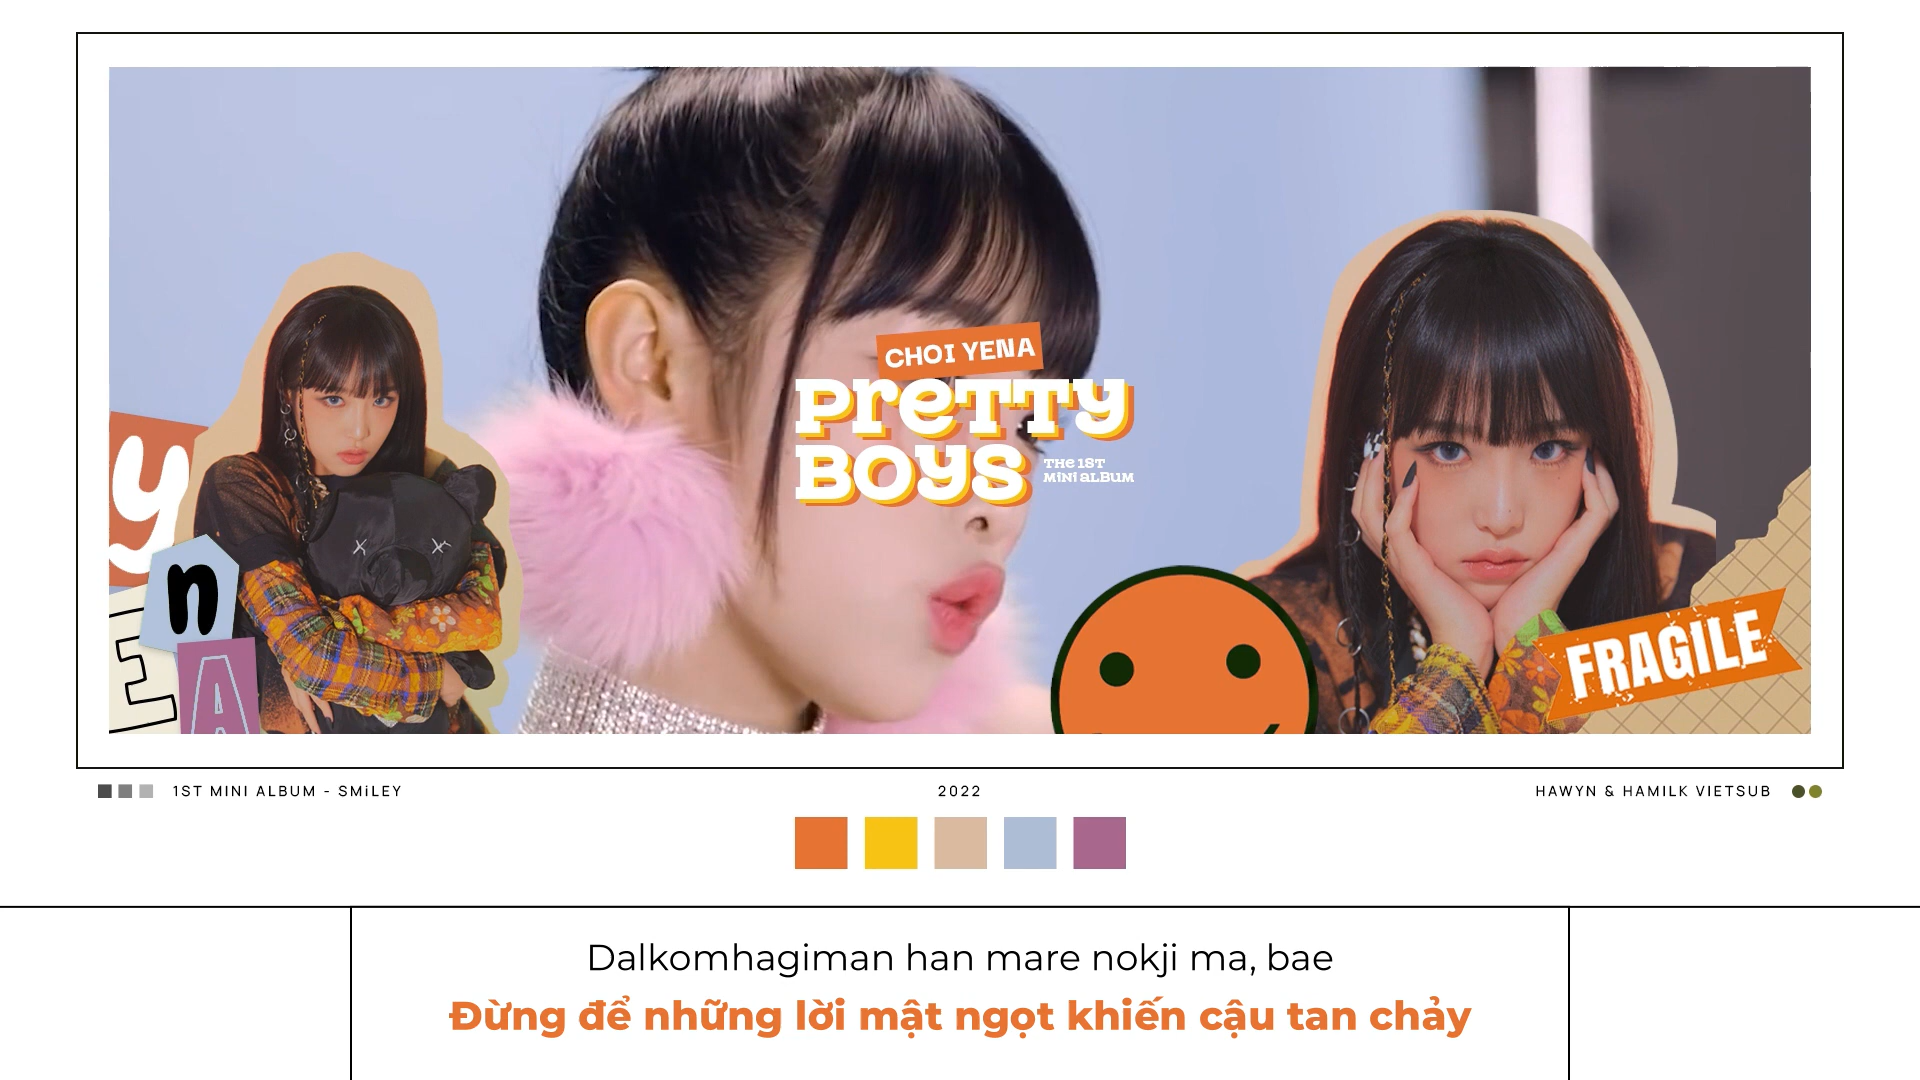 CHOI YENA
PreTTY
BOYS
THe 1ST
MiNi aLBUM
y
n
E
A
FRAGILE
1ST MINI ALBUM - SMiLEY
2022
HAWYN & HAMILK VIETSUB
Dalkomhagiman han mare nokji ma, bae
Đừng để những lời mật ngọt khiến cậu tan chảy